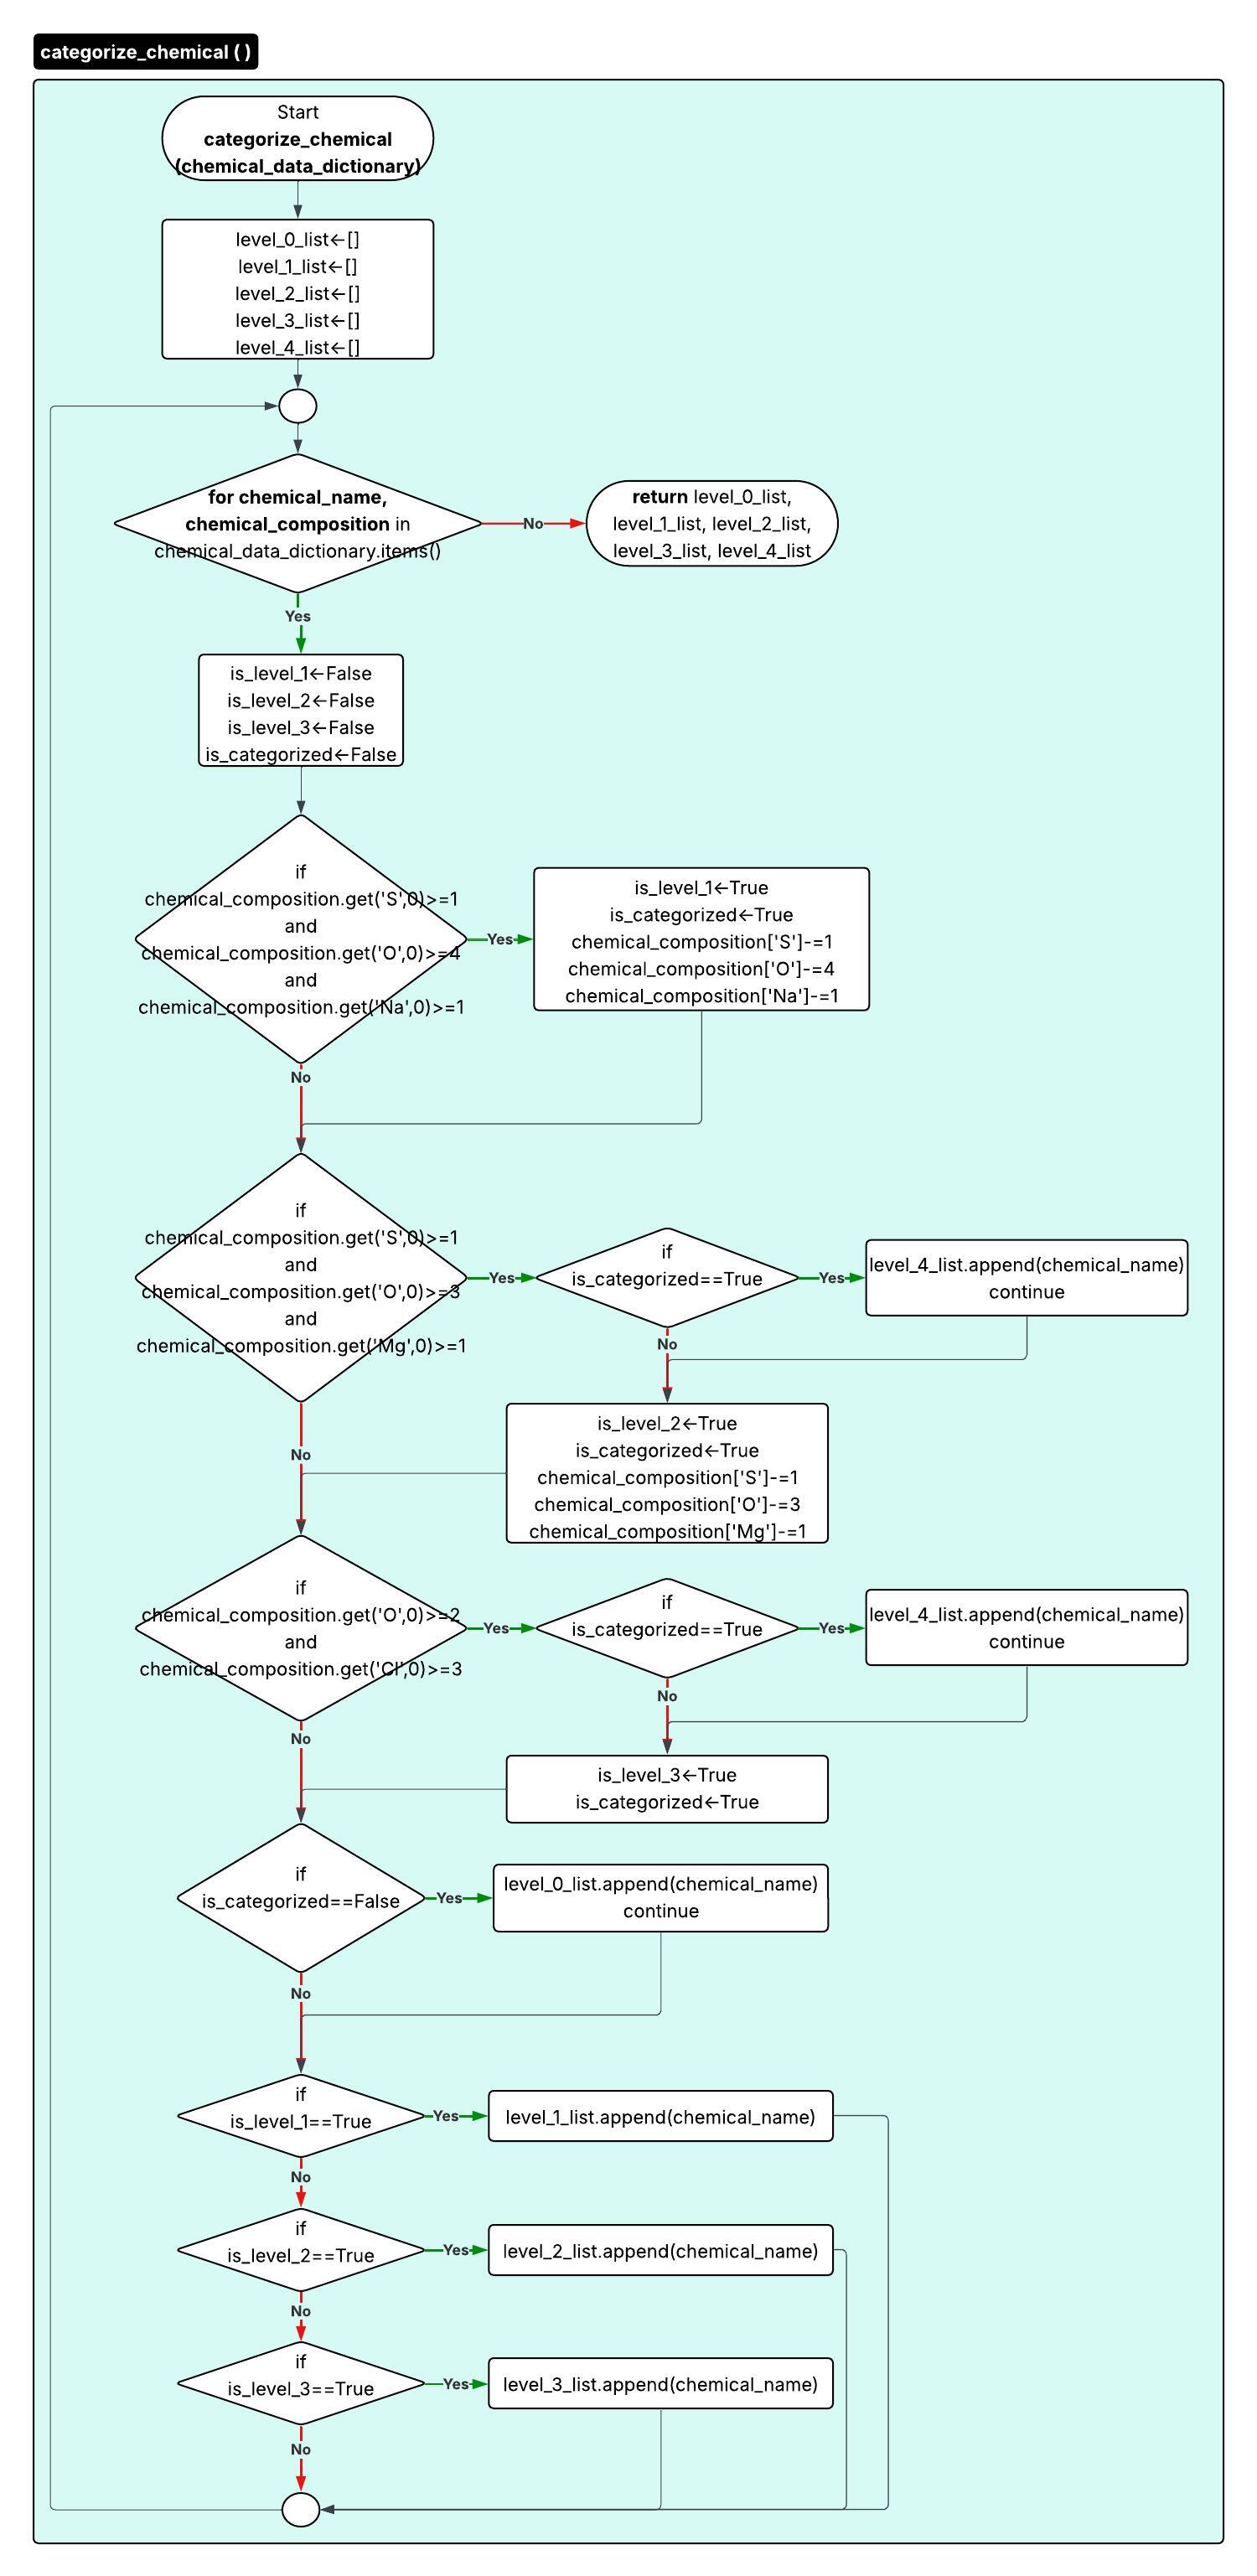 categorize_chemical ( )
Start
categorize_chemical
(chemical_data_dictionary)
level_0_list←[]
level_1_list←[]
level_2_list←[]
level_3_list←[]
level_4_list←[]
for chemical_name,
chemical_composition in
chemical_data_dictionary.items()
No
return level_0_list,
level_1_list, level_2_list,
level_3_list, level_4_list
Yes
is_level_1←False
is_level_2←False
is_level_3←False
is_categorized←False
if
chemical_composition.get('S',0)>=1
and
chemical_composition.get('O',0)>=4
and
chemical_composition.get('Na',0)>=1
Yes
is_level_1←True
is_categorized←True
chemical_composition['S']-=1
chemical_composition['O']-=4
chemical_composition['Na']-=1
No
if
chemical_composition.get('S',0)>=1
and
chemical_composition.get('O',0)>=3
and
chemical_composition.get('Mg',0)>=1
Yes
if
is_categorized==True
Yes
level_4_list.append(chemical_name)
continue
No
is_level_2←True
is_categorized←True
chemical_composition['S']-=1
chemical_composition['O']-=3
chemical_composition['Mg']-=1
No
if
chemical_composition.get('O',0)>=2
and
chemical_composition.get('Cl',0)>=3
Yes
if
is_categorized==True
Yes
level_4_list.append(chemical_name)
continue
No
is_level_3←True
is_categorized←True
No
if
is_categorized==False
Yes
level_0_list.append(chemical_name)
continue
No
if
is_level_1==True
Yes
level_1_list.append(chemical_name)
No
if
is_level_2==True
Yes
level_2_list.append(chemical_name)
No
if
is_level_3==True
Yes
level_3_list.append(chemical_name)
No